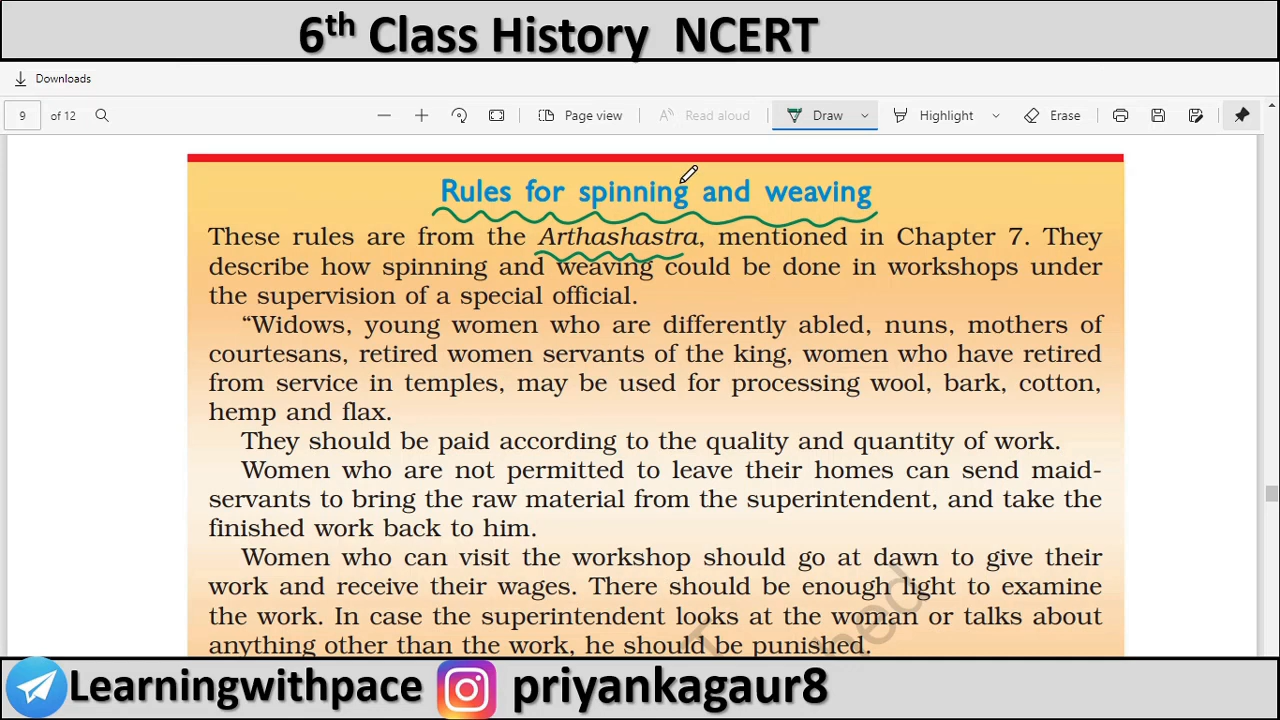 6th Class History NCERT
Downloads
9 of 12 Page view Read aloud Draw Highlight Erase
Rules for spinning and weaving
These rules are from the Arthashastra, mentioned in Chapter 7. They
describe how spinning and weaving could be done in workshops under
the supervision of a special official.
“Widows, young women who are differently abled, nuns, mothers of
courtesans, retired women servants of the king, women who have retired
from service in temples, may be used for processing wool, bark, cotton,
hemp and flax.
They should be paid according to the quality and quantity of work.
Women who are not permitted to leave their homes can send maid-
servants to bring the raw material from the superintendent, and take the
finished work back to him.
Women who can visit the workshop should go at dawn to give their
work and receive their wages. There should be enough light to examine
the work. In case the superintendent looks at the woman or talks about
anything other than the work, he should be punished.
Learningwithpace priyankagaur8